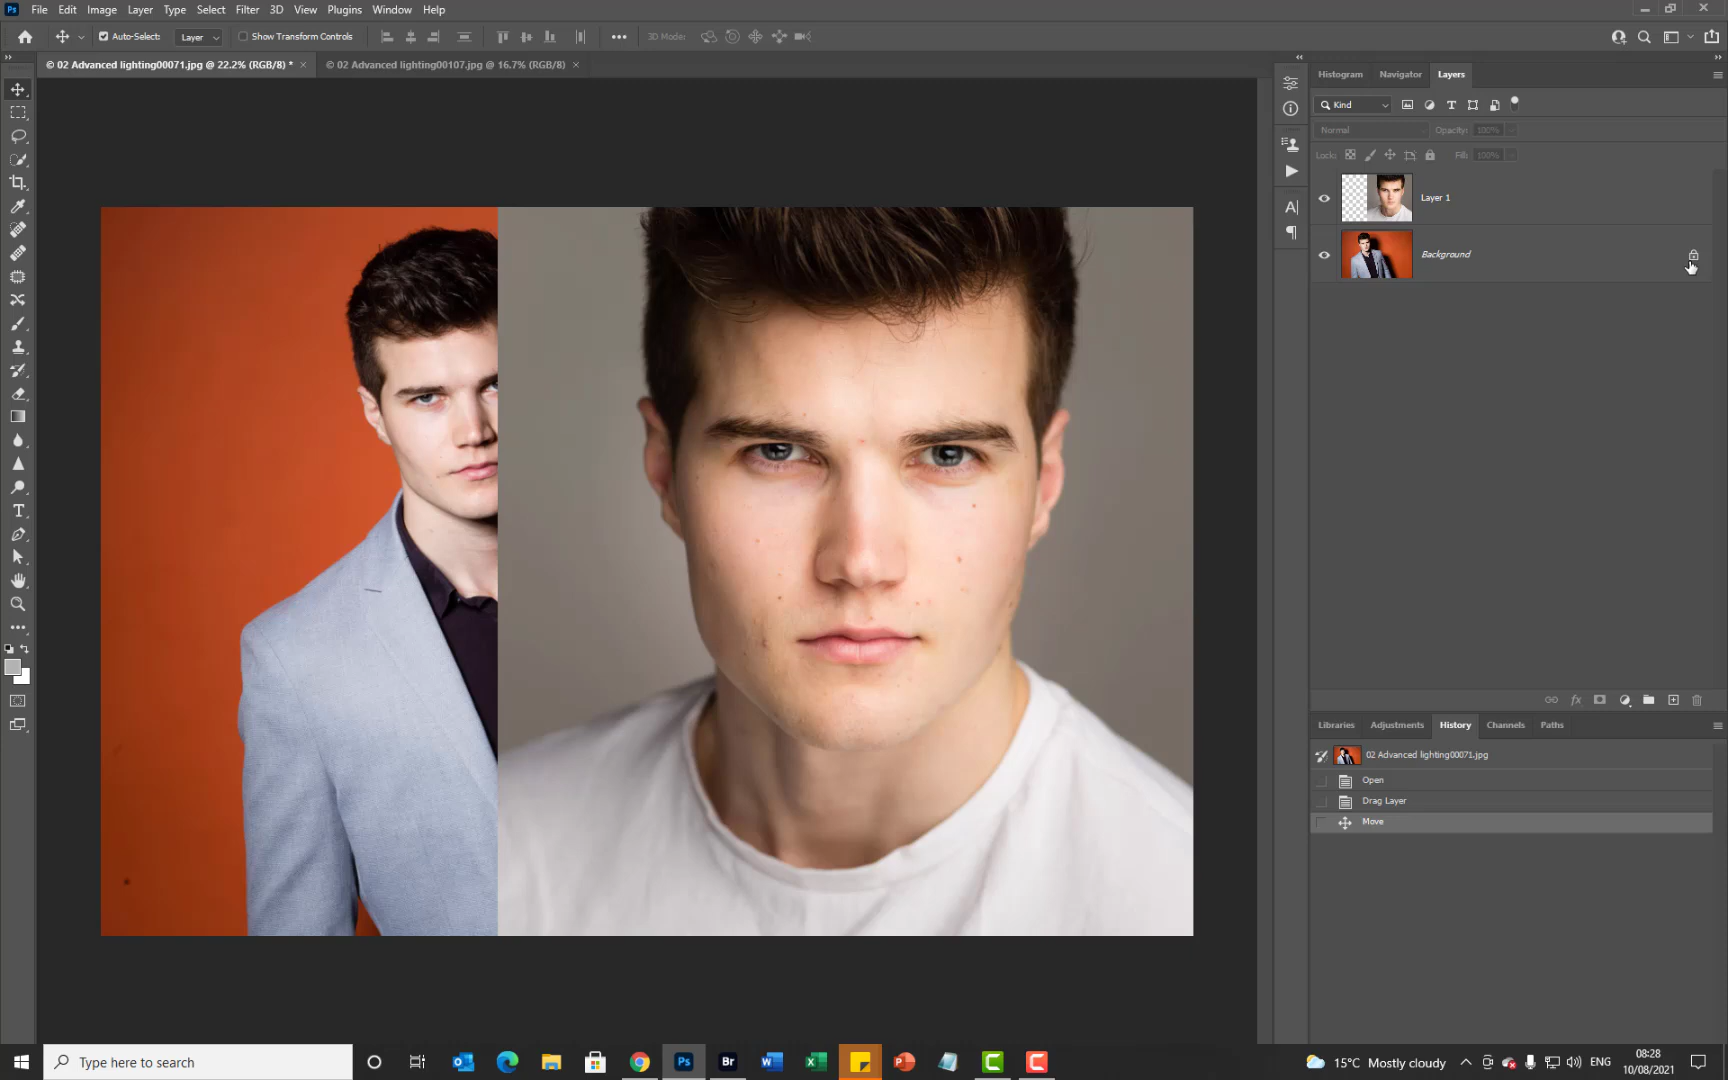 Ps File Edit Image Layer Type Select Filter 3D View Plugins Window Help
Auto-Select: Layer Show Transform Controls 3D Mode:
© 02 Advanced lighting00071.jpg @ 22.2% (RGB/8) * × © 02 Advanced lighting00107.jpg @ 16.7% (RGB/8) ×
Histogram Navigator Layers
Kind
Normal Opacity: 100%
Lock: Fill: 100%
Layer 1
Background
Libraries Adjustments History Channels Paths
02 Advanced lighting00071.jpg
Open
Drag Layer
Move
Type here to search
Ps Br
15°C Mostly cloudy ENG
08:28
10/08/2021